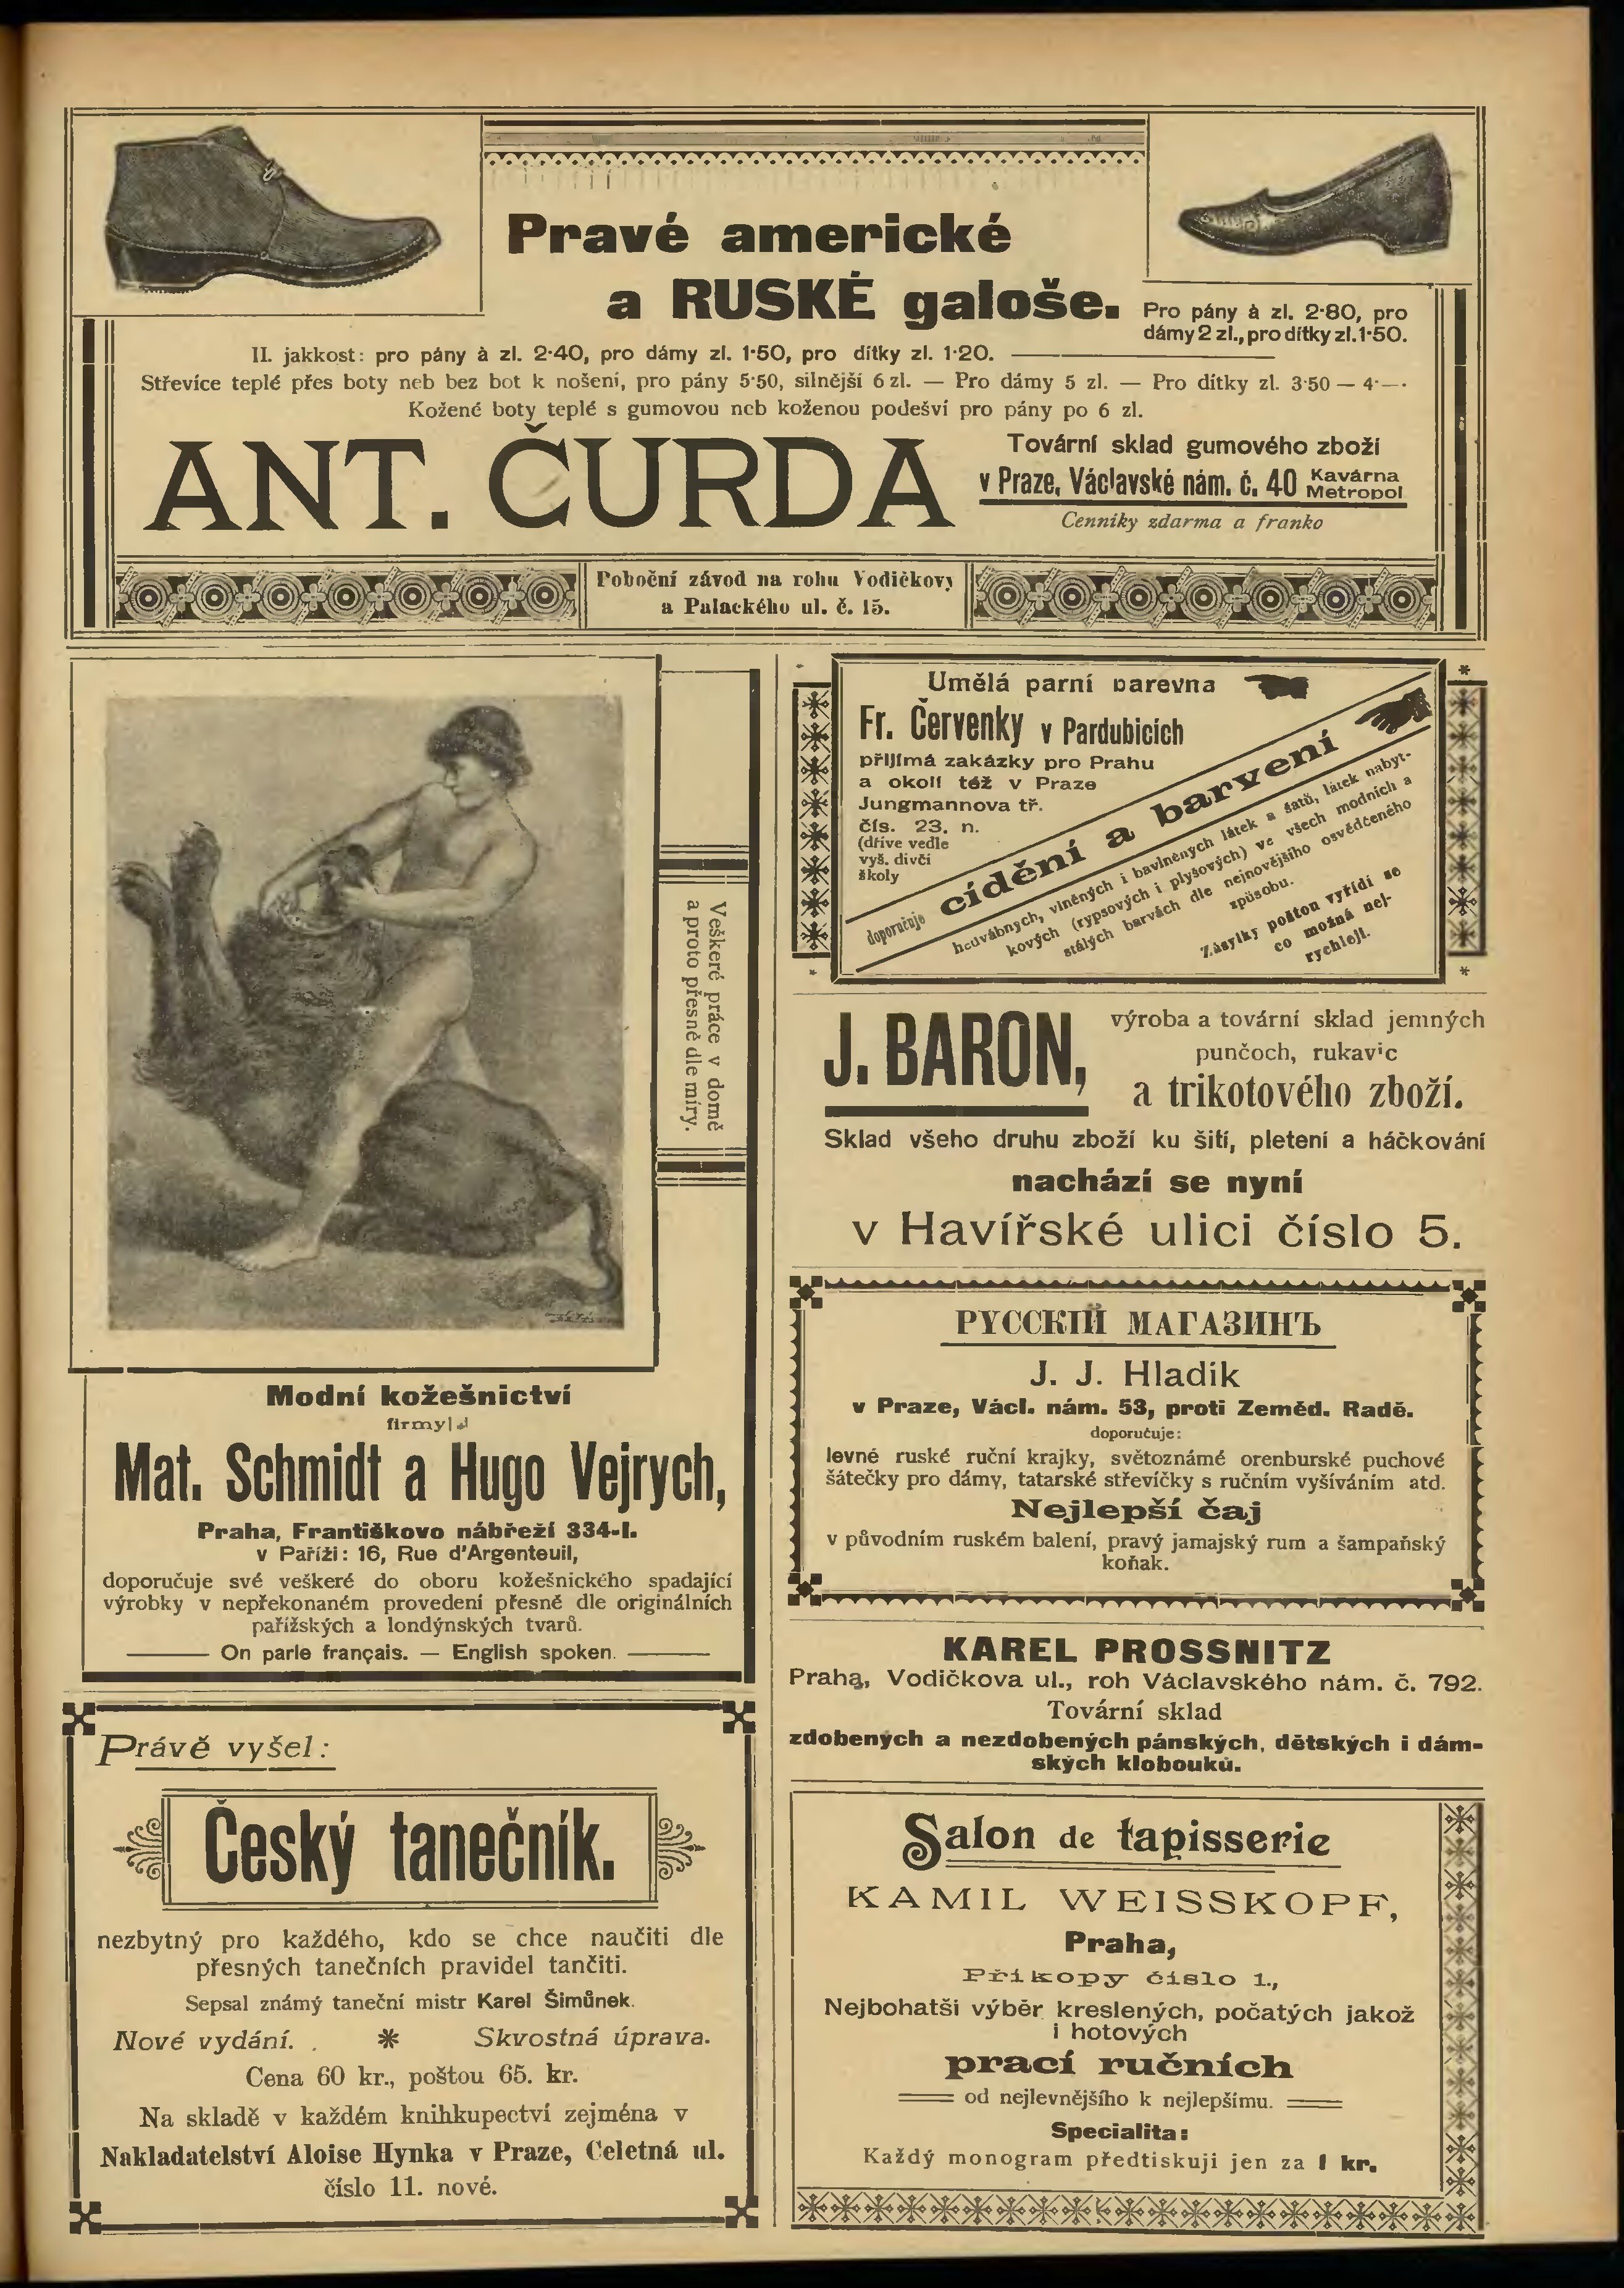 Pravé americké
a RUSKÉ galoše.
Pro pány à zl. 2·80, pro
dámy 2 zl., pro dítky zl. 1·50.
II. jakkost: pro pány à zl. 2·40, pro dámy zl. 1·50, pro dítky zl. 1·20.
Střevíce teplé přes boty neb bez bot k nošení, pro pány 5·50, silnější 6 zl. — Pro dámy 5 zl. — Pro dítky zl. 3·50 — 4·—.
Kožené boty teplé s gumovou neb koženou podešví pro pány po 6 zl.
ANT. ČURDA
Tovární sklad gumového zboží
v Praze, Václavské nám. č. 40 Kavárna
Metropol
Cenníky zdarma a franko
Poboční závod na rohu Vodičkovy
a Palackého ul. č. 15.
Veškeré práce v domě
a proto přesně dle míry.
Modní kožešnictví
firmy
Mat. Schmidt a Hugo Vejrych,
Praha, Františkovo nábřeží 334-I.
v Paříži: 16, Rue d'Argenteuil,
doporučuje své veškeré do oboru kožešnického spadající
výrobky v nepřekonaném provedení přesně dle originálních
pařížských a londýnských tvarů.
On parle français. — English spoken.
Právě vyšel:
Český tanečník.
nezbytný pro každého, kdo se chce naučiti dle
přesných tanečních pravidel tančiti.
Sepsal známý taneční mistr Karel Šimůnek.
Nové vydání. . * Skvostná úprava.
Cena 60 kr., poštou 65. kr.
Na skladě v každém knihkupectví zejména v
Nakladatelství Aloise Hynka v Praze, Celetná ul.
číslo 11. nové.
Umělá parní barevna
Fr. Červenky v Pardubicích
přijímá zakázky pro Prahu
a okolí též v Praze
Jungmannova tř.
čís. 23. n.
(dříve vedle
vyš. dívčí
školy
doporučuje cídění a barvení
hedvábných, vlněných i bavlněných látek a šatů, látek nabyt-
kových (rypsových i plyšových) ve všech modních a
stálých barvách dle nejnovějšího osvědčeného
způsobu.
Zásylky poštou vyřídí se
co možná nej-
rychleji.
J. BARON,
výroba a tovární sklad jemných
punčoch, rukavic
a trikotového zboží.
Sklad všeho druhu zboží ku šití, pletení a háčkování
nachází se nyní
v Havířské ulici číslo 5.
РУССКIЙ МАГАЗИНЪ
J. J. Hladik
v Praze, Václ. nám. 53, proti Zeměd. Radě.
doporučuje:
levné ruské ruční krajky, světoznámé orenburské puchové
šátečky pro dámy, tatarské střevíčky s ručním vyšíváním atd.
Nejlepší čaj
v původním ruském balení, pravý jamajský rum a šampaňský
koňak.
KAREL PROSSNITZ
Praha, Vodičkova ul., roh Václavského nám. č. 792.
Tovární sklad
zdobených a nezdobených pánských, dětských i dám-
ských klobouků.
Salon de tapisserie
KAMIL WEISSKOPF,
Praha,
Příkopy číslo 1.,
Nejbohatši výběr kreslených, počatých jakož
i hotových
prací ručních
od nejlevnějšího k nejlepšímu.
Specialita:
Každý monogram předtiskuji jen za 1 kr.